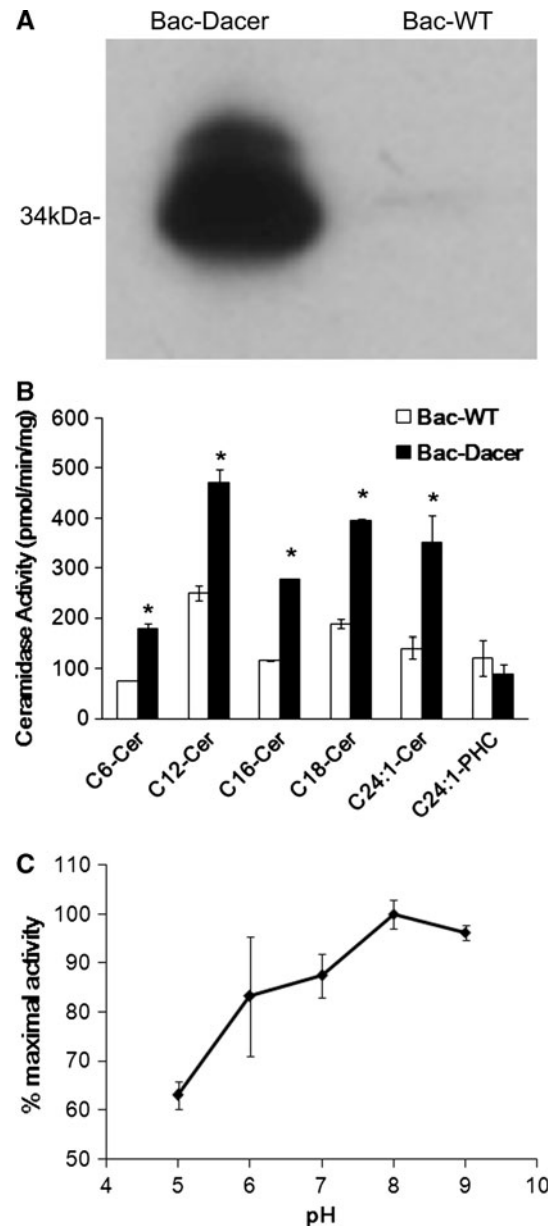 A
Bac-Dacer Bac-WT
34kDa-
B
Ceramidase Activity (pmol/min/mg)
600
500
400
300
200
100
0
Bac-WT
Bac-Dacer
* * * * *
C6-Cer C12-Cer C16-Cer C18-Cer C24:1-Cer C24:1-PHC
C
% maximal activity
110
100
90
80
70
60
50
4 5 6 7 8 9 10
pH